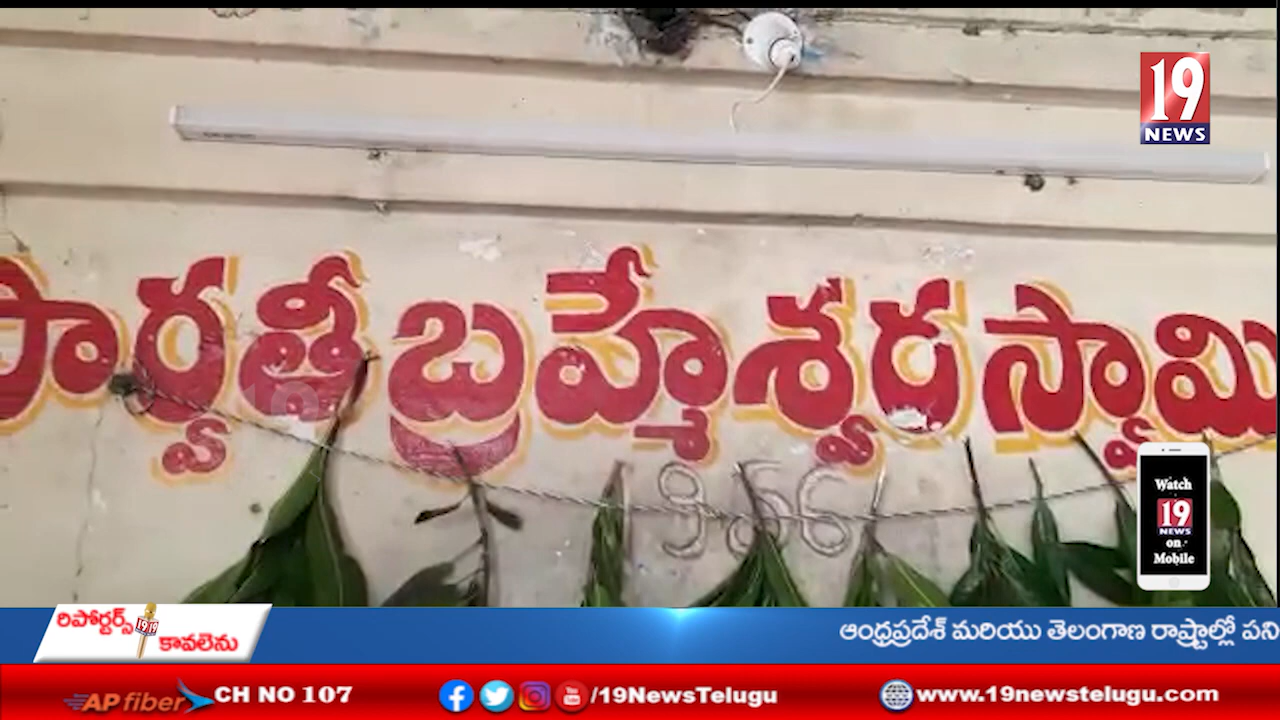 19
NEWS
పార్వతీ బ్రహ్మేశ్వర స్వామి
1956
Watch
19
NEWS
on
Mobile
రిపోర్టర్స్
కావలెను
ఆంధ్రప్రదేశ్ మరియు తెలంగాణ రాష్ట్రాల్లో పని
AP fiber CH NO 107 /19NewsTelugu www.19newstelugu.com